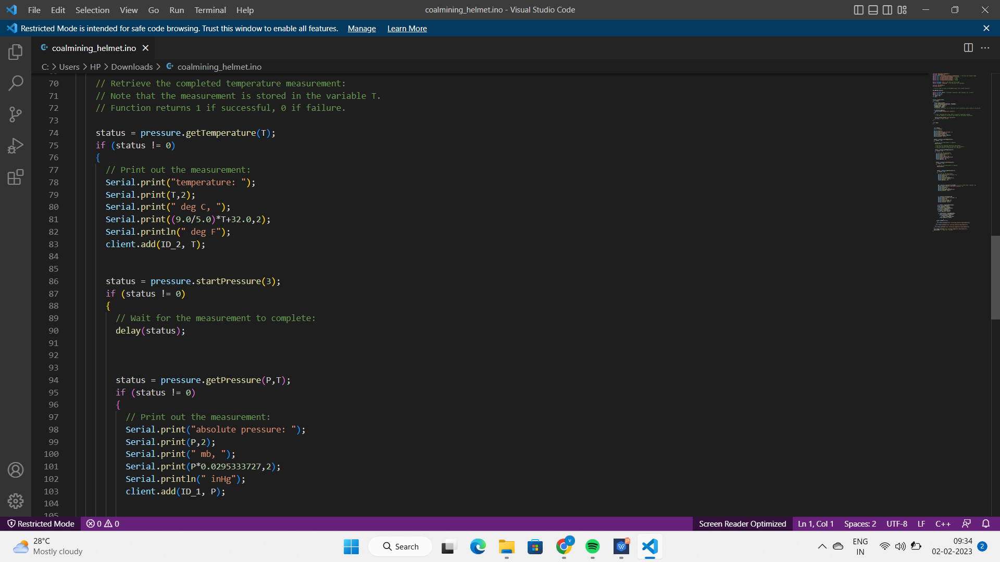 File Edit Selection View Go Run Terminal Help coalmining_helmet.ino - Visual Studio Code
Restricted Mode is intended for safe code browsing. Trust this window to enable all features. Manage Learn More
coalmining_helmet.ino
C: > Users > HP > Downloads > coalmining_helmet.ino
70 // Retrieve the completed temperature measurement:
71 // Note that the measurement is stored in the variable T.
72 // Function returns 1 if successful, 0 if failure.
73
74 status = pressure.getTemperature(T);
75 if (status != 0)
76 {
77 // Print out the measurement:
78 Serial.print("temperature: ");
79 Serial.print(T,2);
80 Serial.print(" deg C, ");
81 Serial.print((9.0/5.0)*T+32.0,2);
82 Serial.println(" deg F");
83 client.add(ID_2, T);
84
85
86 status = pressure.startPressure(3);
87 if (status != 0)
88 {
89 // Wait for the measurement to complete:
90 delay(status);
91
92
93
94 status = pressure.getPressure(P,T);
95 if (status != 0)
96 {
97 // Print out the measurement:
98 Serial.print("absolute pressure: ");
99 Serial.print(P,2);
100 Serial.print(" mb, ");
101 Serial.print(P*0.0295333727,2);
102 Serial.println(" inHg");
103 client.add(ID_1, P);
104
105
Restricted Mode 0 0 Screen Reader Optimized Ln 1, Col 1 Spaces: 2 UTF-8 LF C++
28°C
Mostly cloudy
Search
ENG
IN
09:34
02-02-2023
2